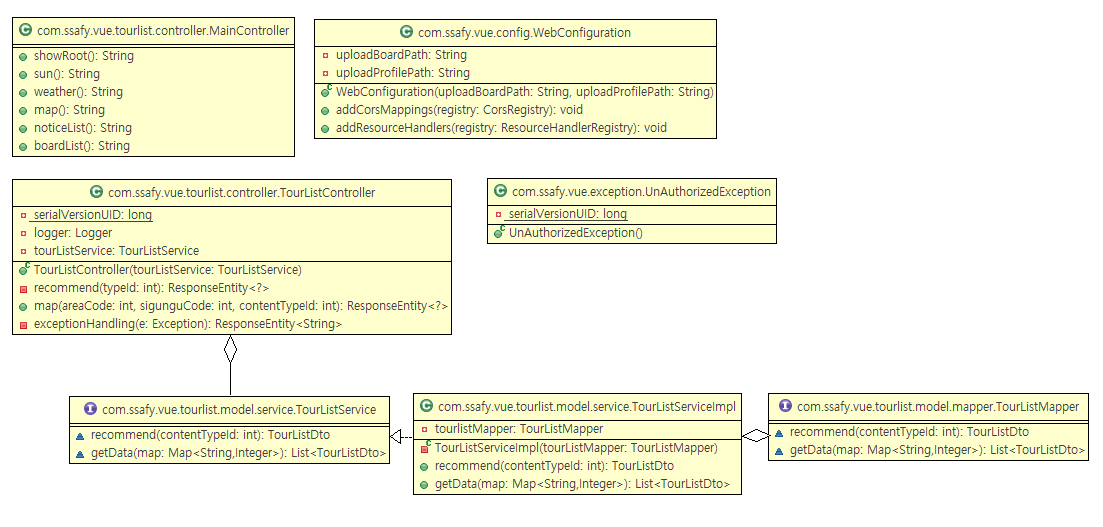 com.ssafy.vue.tourlist.controller.MainController
showRoot(): String
sun(): String
weather(): String
map(): String
noticeList(): String
boardList(): String
com.ssafy.vue.config.WebConfiguration
uploadBoardPath: String
uploadProfilePath: String
WebConfiguration(uploadBoardPath: String, uploadProfilePath: String)
addCorsMappings(registry: CorsRegistry): void
addResourceHandlers(registry: ResourceHandlerRegistry): void
com.ssafy.vue.tourlist.controller.TourListController
serialVersionUID: long
logger: Logger
tourListService: TourListService
TourListController(tourListService: TourListService)
recommend(typeId: int): ResponseEntity<?>
map(areaCode: int, sigunguCode: int, contentTypeId: int): ResponseEntity<?>
exceptionHandling(e: Exception): ResponseEntity<String>
com.ssafy.vue.exception.UnAuthorizedException
serialVersionUID: long
UnAuthorizedException()
com.ssafy.vue.tourlist.model.service.TourListService
recommend(contentTypeId: int): TourListDto
getData(map: Map<String,Integer>): List<TourListDto>
com.ssafy.vue.tourlist.model.service.TourListServiceImpl
tourlistMapper: TourListMapper
TourListServiceImpl(tourListMapper: TourListMapper)
recommend(contentTypeId: int): TourListDto
getData(map: Map<String,Integer>): List<TourListDto>
com.ssafy.vue.tourlist.model.mapper.TourListMapper
recommend(contentTypeId: int): TourListDto
getData(map: Map<String,Integer>): List<TourListDto>